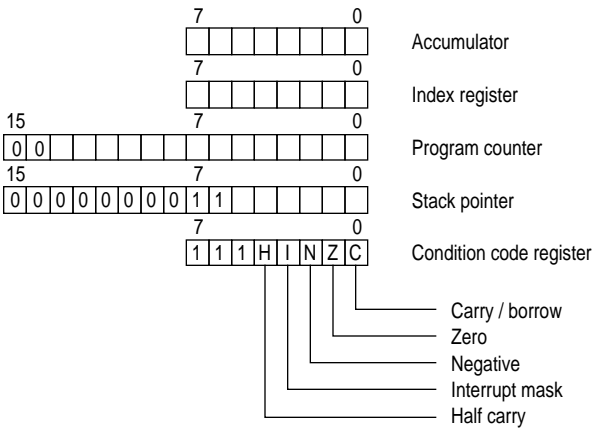 7 0
Accumulator
7 0
Index register
15 7 0
0 0 Program counter
15 7 0
0 0 0 0 0 0 0 0 1 1 Stack pointer
7 0
1 1 1 H I N Z C Condition code register
Carry / borrow
Zero
Negative
Interrupt mask
Half carry